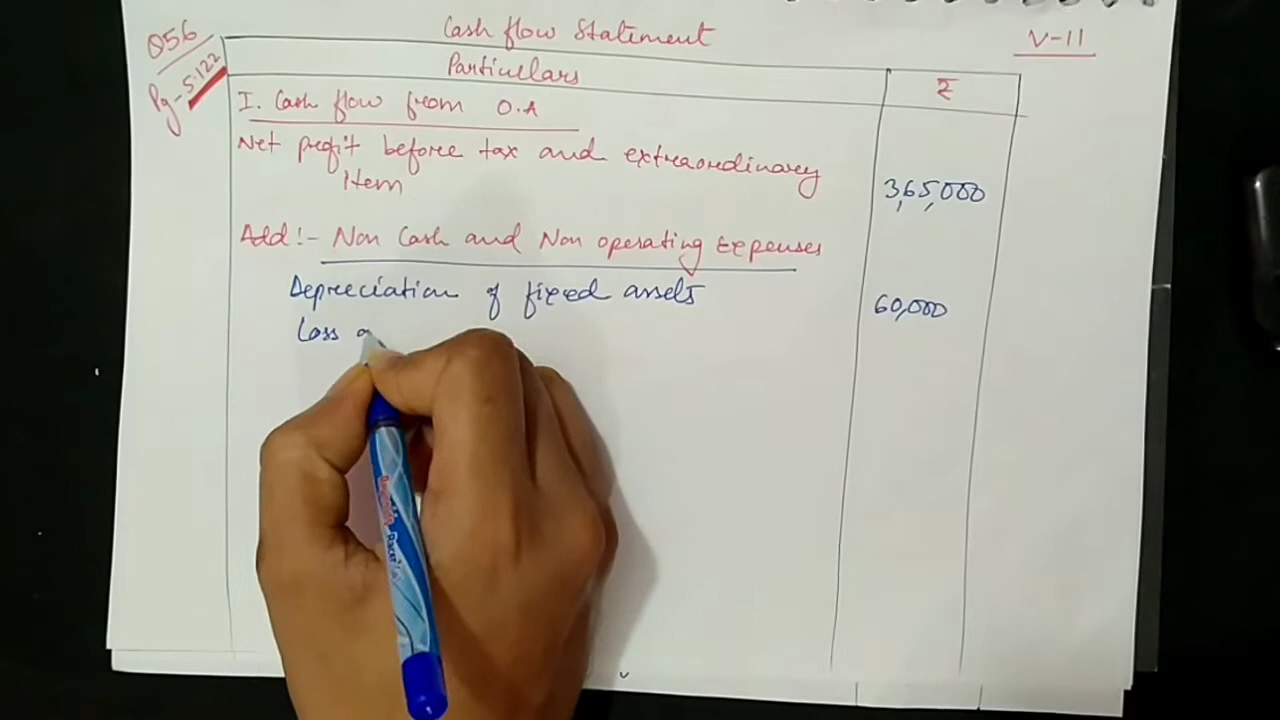 Cash flow Statement
V-11
Q56
Pg-5.122
Particulars
₹
I. Cash flow from O.A
Net profit before tax and extraordinary
Item
3,65,000
Add:- Non Cash and Non operating Expenses
Depreciation of fixed assets
60,000
Loss